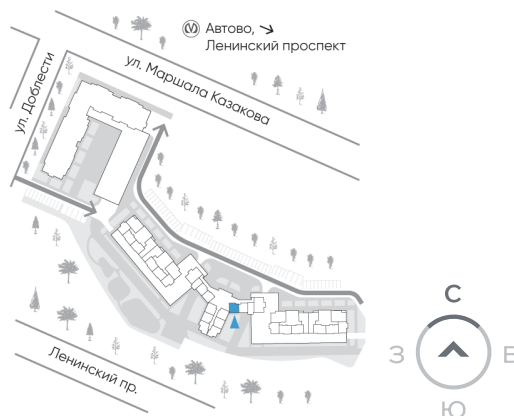 Автово, ↘
Ленинский проспект
ул. Маршала Казакова
ул. Доблести
Ленинский пр.
С
З
В
Ю